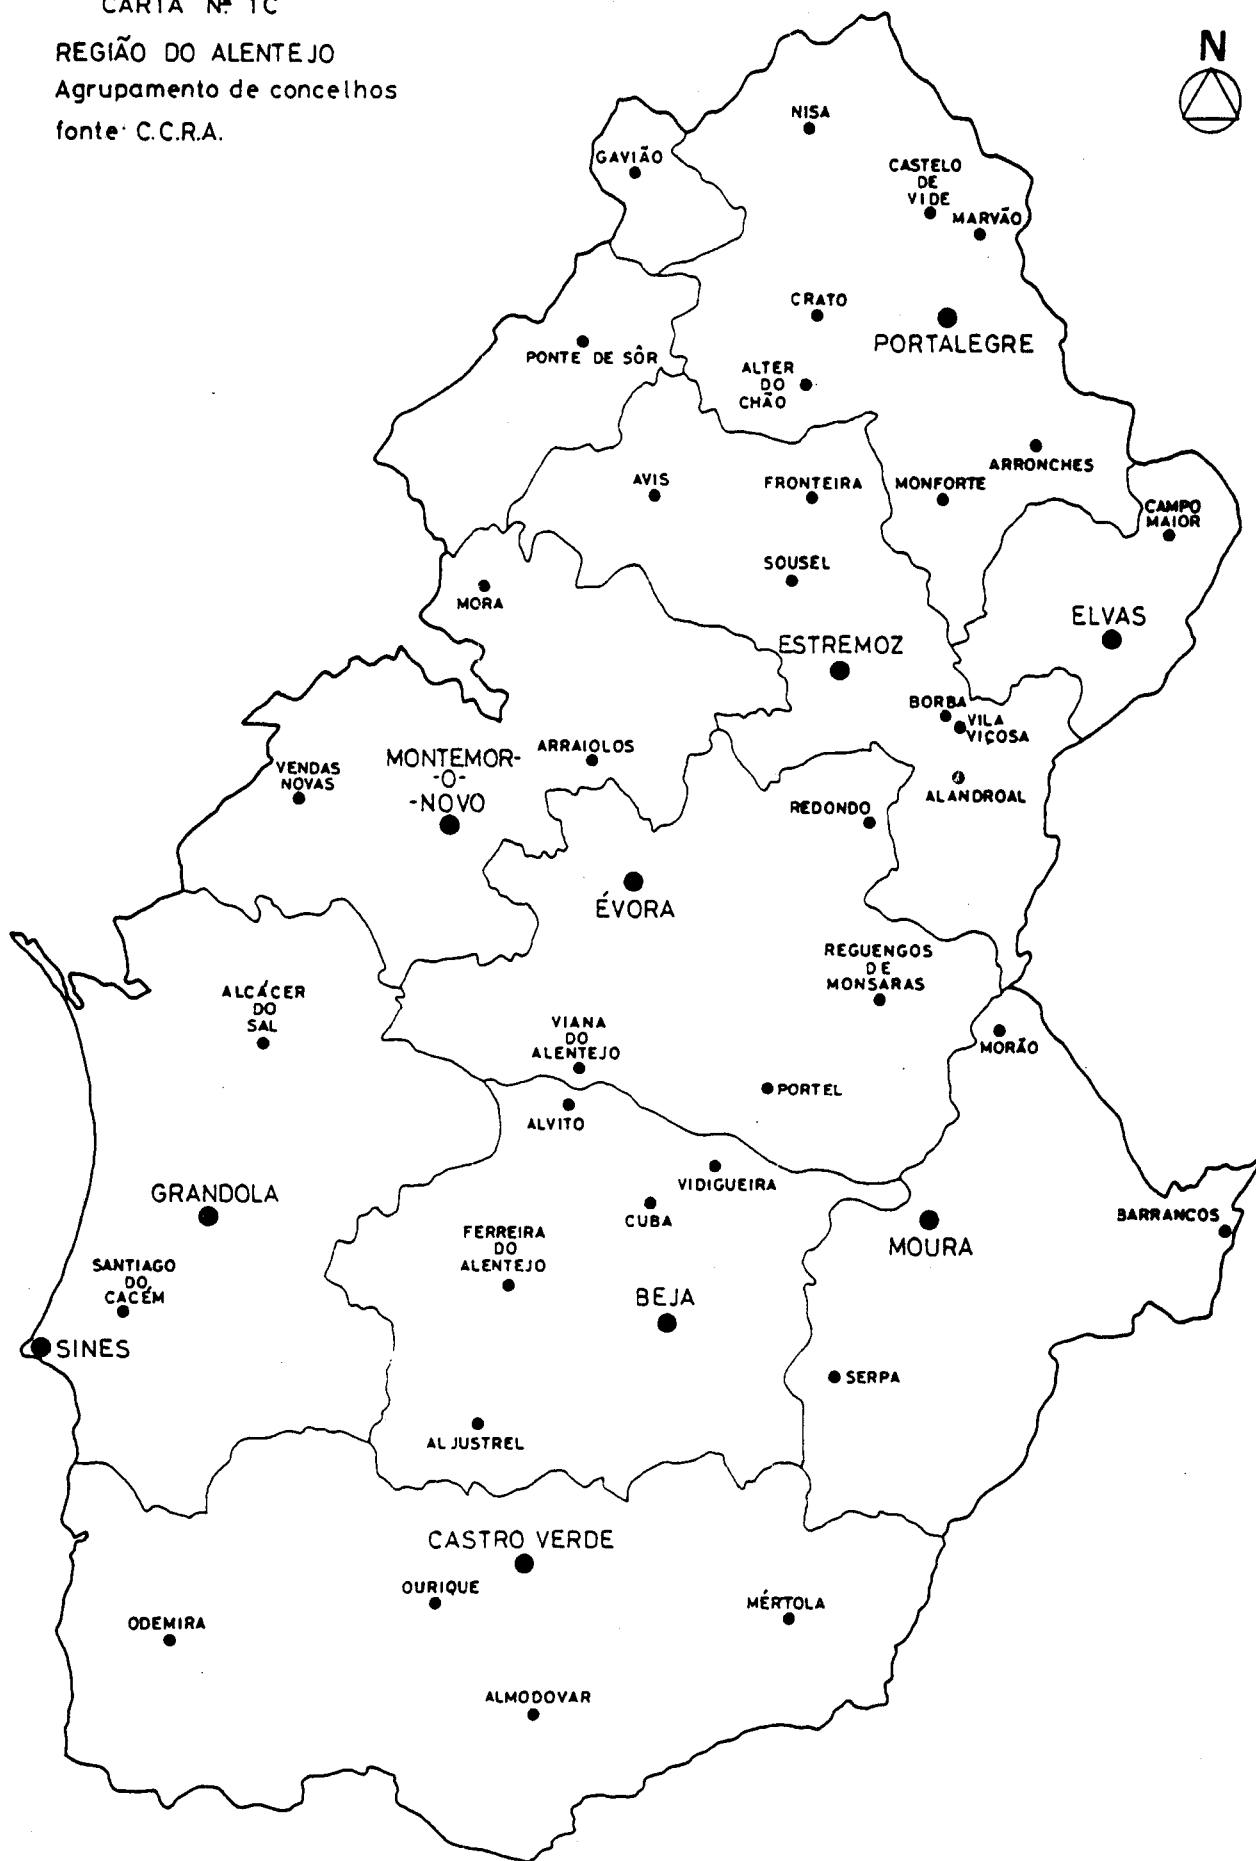 CARTA Nº 1C
REGIÃO DO ALENTEJO
Agrupamento de concelhos
fonte: C.C.R.A.
N
NISA
GAVIÃO
CASTELO
DE
VIDE
MARVÃO
CRATO
PORTALEGRE
PONTE DE SÔR
ALTER
DO
CHÃO
ARRONCHES
AVIS
FRONTEIRA
MONFORTE
CAMPO
MAIOR
SOUSEL
MORA
ELVAS
ESTREMOZ
BORBA
VILA
VIÇOSA
ARRAIOLOS
MONTEMOR-
-O-
-NOVO
VENDAS
NOVAS
ALANDROAL
REDONDO
ÉVORA
REGUENGOS
DE
MONSARAS
ALCÁCER
DO
SAL
VIANA
DO
ALENTEJO
MORÃO
PORTEL
ALVITO
VIDIGUEIRA
GRANDOLA
CUBA
BARRANCOS
MOURA
FERREIRA
DO
ALENTEJO
SANTIAGO
DO
CACÉM
BEJA
SINES
SERPA
ALJUSTREL
CASTRO VERDE
OURIQUE
MÉRTOLA
ODEMIRA
ALMODOVAR